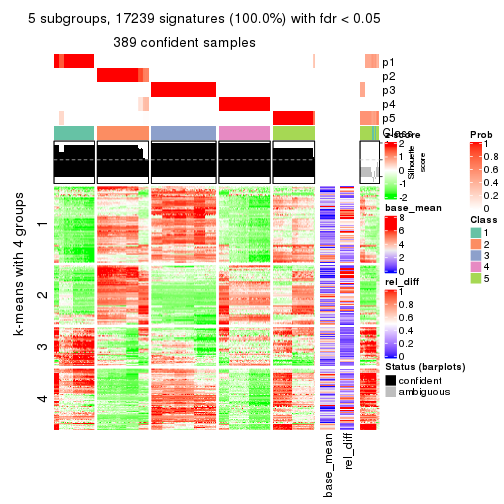 5 subgroups, 17239 signatures (100.0%) with fdr < 0.05
389 confident samples
p1
p2
p3
p4
p5
Class
z-score
2
1
0
-1
-2
Silhouette
score
base_mean
8
6
4
2
0
rel_diff
1
0.8
0.6
0.4
0.2
0
Status (barplots)
confident
ambiguous
Prob
1
0.8
0.6
0.4
0.2
0
Class
1
2
3
4
5
k-means with 4 groups
1
2
3
4
base_mean
rel_diff